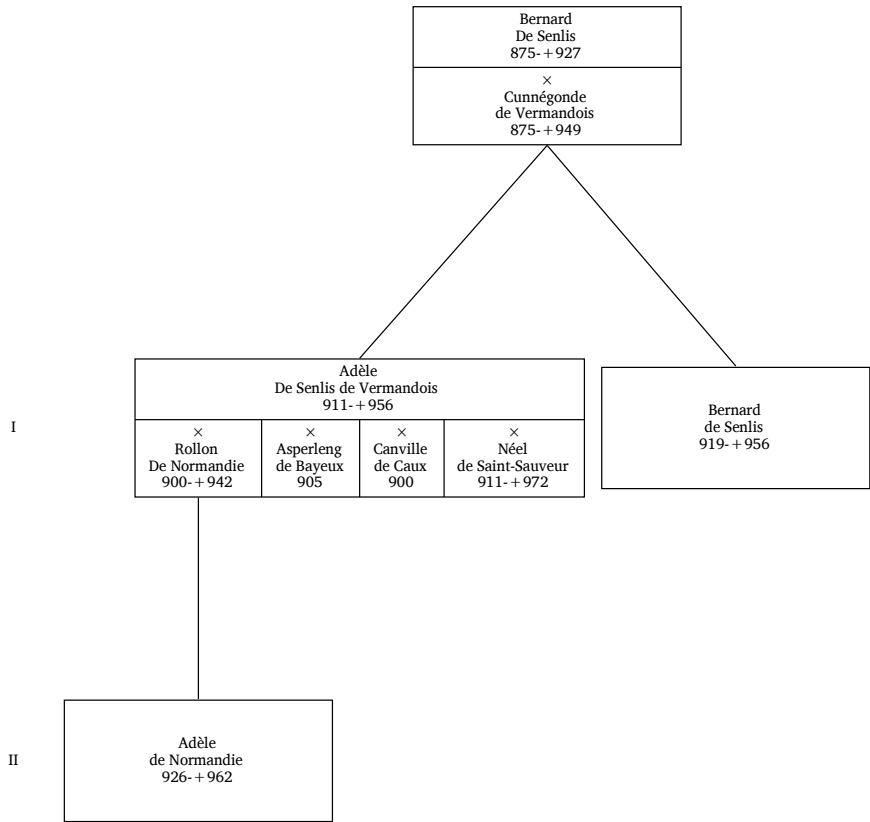 Bernard
De Senlis
875-+927
×
Cunnégonde
de Vermandois
875-+949
I
Adèle
De Senlis de Vermandois
911-+956
×
Rollon
De Normandie
900-+942
×
Asperleng
de Bayeux
905
×
Canville
de Caux
900
×
Néel
de Saint-Sauveur
911-+972
Bernard
de Senlis
919-+956
II
Adèle
de Normandie
926-+962